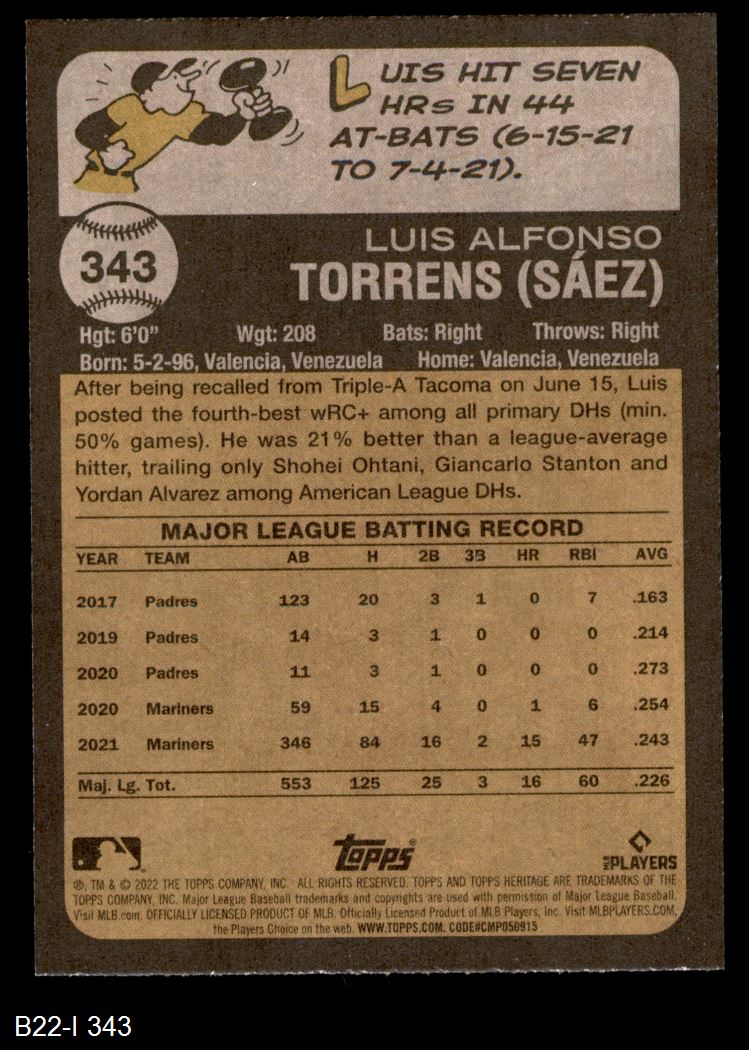 LUIS HIT SEVEN
HRs IN 44
AT-BATS (6-15-21
TO 7-4-21).
343
LUIS ALFONSO
TORRENS (SÁEZ)
Hgt: 6'0" Wgt: 208 Bats: Right Throws: Right
Born: 5-2-96, Valencia, Venezuela Home: Valencia, Venezuela
After being recalled from Triple-A Tacoma on June 15, Luis
posted the fourth-best wRC+ among all primary DHs (min.
50% games). He was 21% better than a league-average
hitter, trailing only Shohei Ohtani, Giancarlo Stanton and
Yordan Alvarez among American League DHs.
MAJOR LEAGUE BATTING RECORD
YEAR TEAM AB H 2B 3B HR RBI AVG
2017 Padres 123 20 3 1 0 7 .163
2019 Padres 14 3 1 0 0 0 .214
2020 Padres 11 3 1 0 0 0 .273
2020 Mariners 59 15 4 0 1 6 .254
2021 Mariners 346 84 16 2 15 47 .243
Maj. Lg. Tot. 553 125 25 3 16 60 .226
Topps
MLB PLAYERS
®, TM & © 2022 THE TOPPS COMPANY, INC. ALL RIGHTS RESERVED. TOPPS AND TOPPS HERITAGE ARE TRADEMARKS OF THE
TOPPS COMPANY, INC. Major League Baseball trademarks and copyrights are used with permission of Major League Baseball.
Visit MLB.com. OFFICIALLY LICENSED PRODUCT OF MLB. Officially Licensed Product of MLB Players, Inc. Visit MLBPLAYERS.COM,
the Players Choice on the web. WWW.TOPPS.COM. CODE#CMP050915
B22-I 343